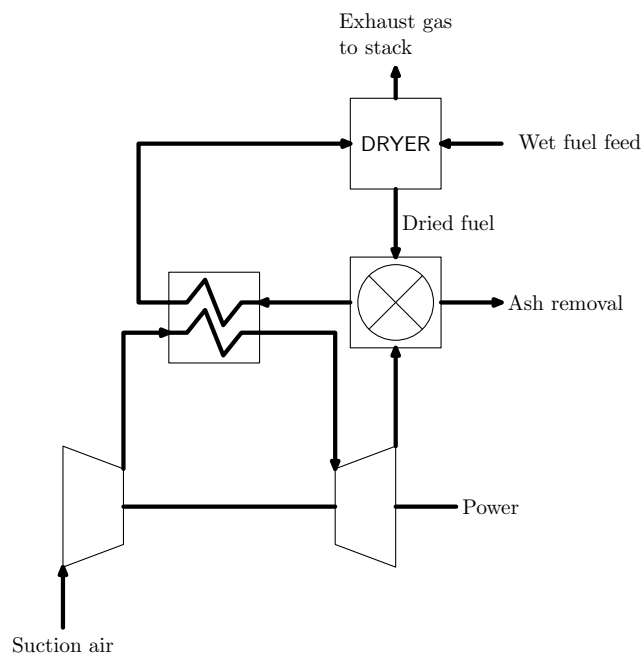 Exhaust gas
to stack
DRYER
Wet fuel feed
Dried fuel
Ash removal
Power
Suction air